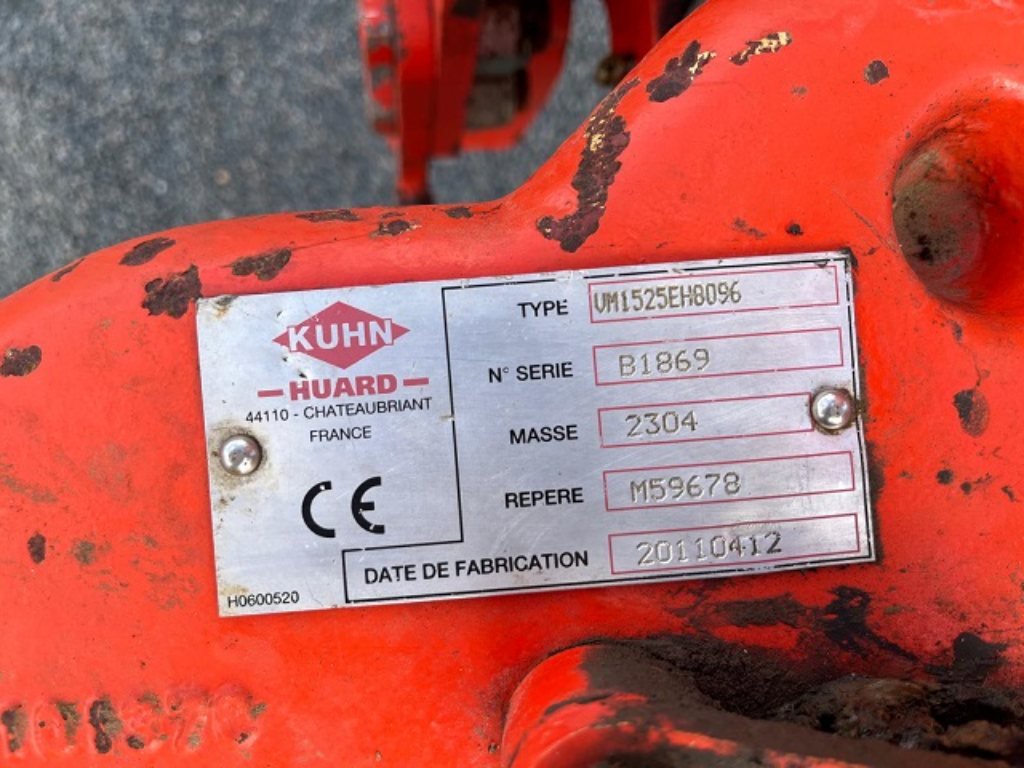 KUHN
HUARD
44110 - CHATEAUBRIANT
FRANCE
CE
H0600520
TYPE VM1525EH8096
N° SERIE B1869
MASSE 2304
REPERE M59678
DATE DE FABRICATION 20110412